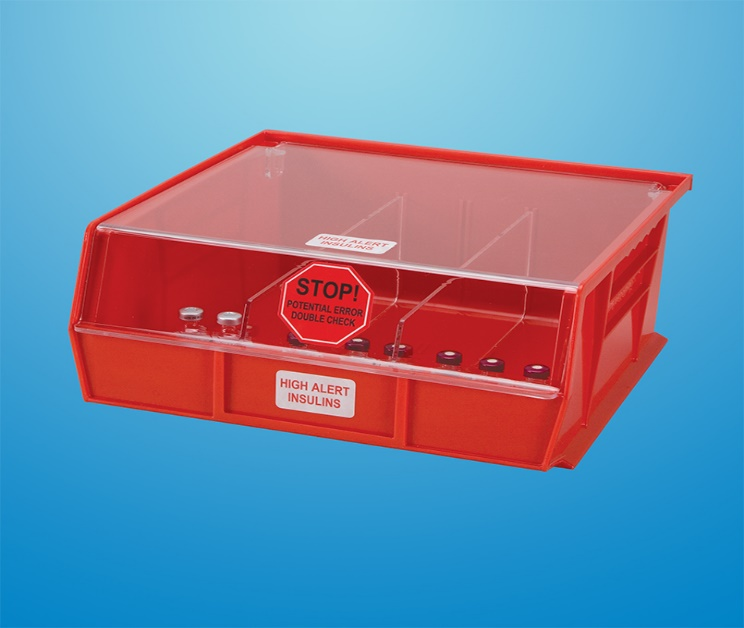 HIGH ALERT
INSULINS
STOP!
POTENTIAL ERROR
DOUBLE CHECK
HIGH ALERT
INSULINS